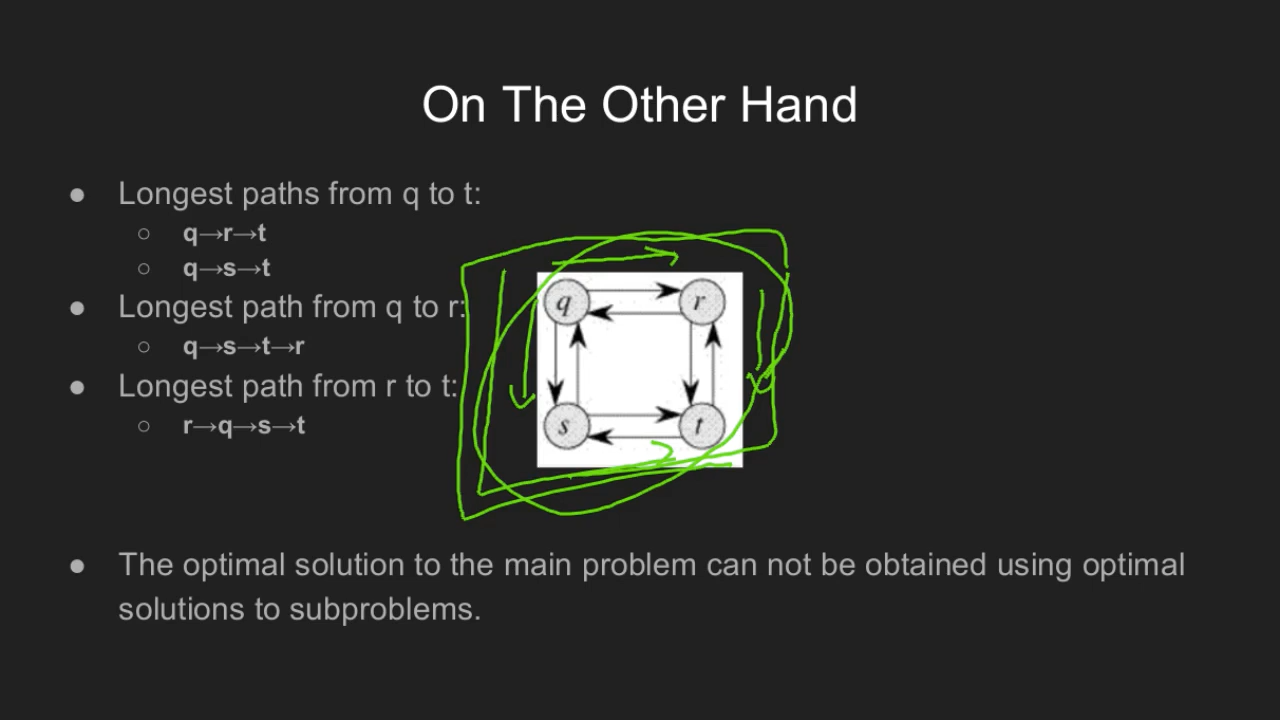 On The Other Hand
● Longest paths from q to t:
○ q→r→t
○ q→s→t
● Longest path from q to r:
○ q→s→t→r
● Longest path from r to t:
○ r→q→s→t
q r
s t
● The optimal solution to the main problem can not be obtained using optimal
solutions to subproblems.